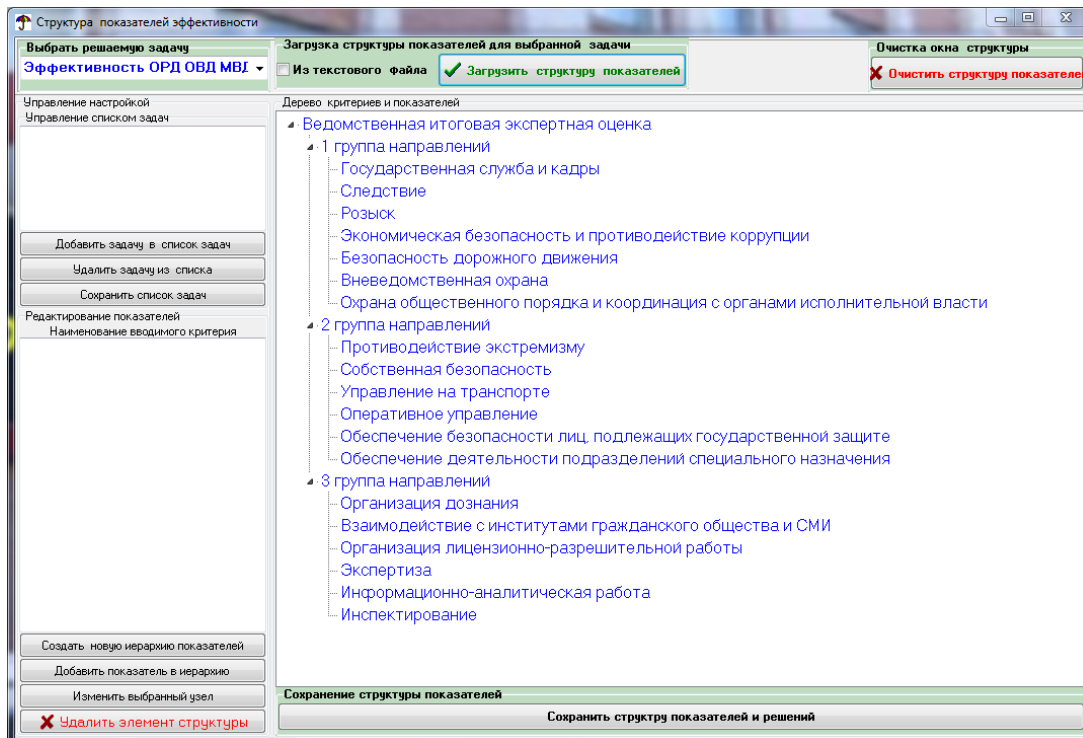 Структура показателей эффективности
Выбрать решаемую задачу
Эффективность ОРД ОВД МВД
Загрузка структуры показателей для выбранной задачи
Из текстового файла
Загрузить структуру показателей
Очистка окна структуры
Очистить структуру показателе
Управление настройкой
Управление списком задач
Добавить задачу в список задач
Удалить задачу из списка
Сохранить список задач
Редактирование показателей
Наименование вводимого критерия
Создать новую иерархию показателей
Добавить показатель в иерархию
Изменить выбранный узел
Удалить элемент структуры
Дерево критериев и показателей
Ведомственная итоговая экспертная оценка
1 группа направлений
Государственная служба и кадры
Следствие
Розыск
Экономическая безопасность и противодействие коррупции
Безопасность дорожного движения
Вневедомственная охрана
Охрана общественного порядка и координация с органами исполнительной власти
2 группа направлений
Противодействие экстремизму
Собственная безопасность
Управление на транспорте
Оперативное управление
Обеспечение безопасности лиц, подлежащих государственной защите
Обеспечение деятельности подразделений специального назначения
3 группа направлений
Организация дознания
Взаимодействие с институтами гражданского общества и СМИ
Организация лицензионно-разрешительной работы
Экспертиза
Информационно-аналитическая работа
Инспектирование
Сохранение структуры показателей
Сохранить структру показателей и решений